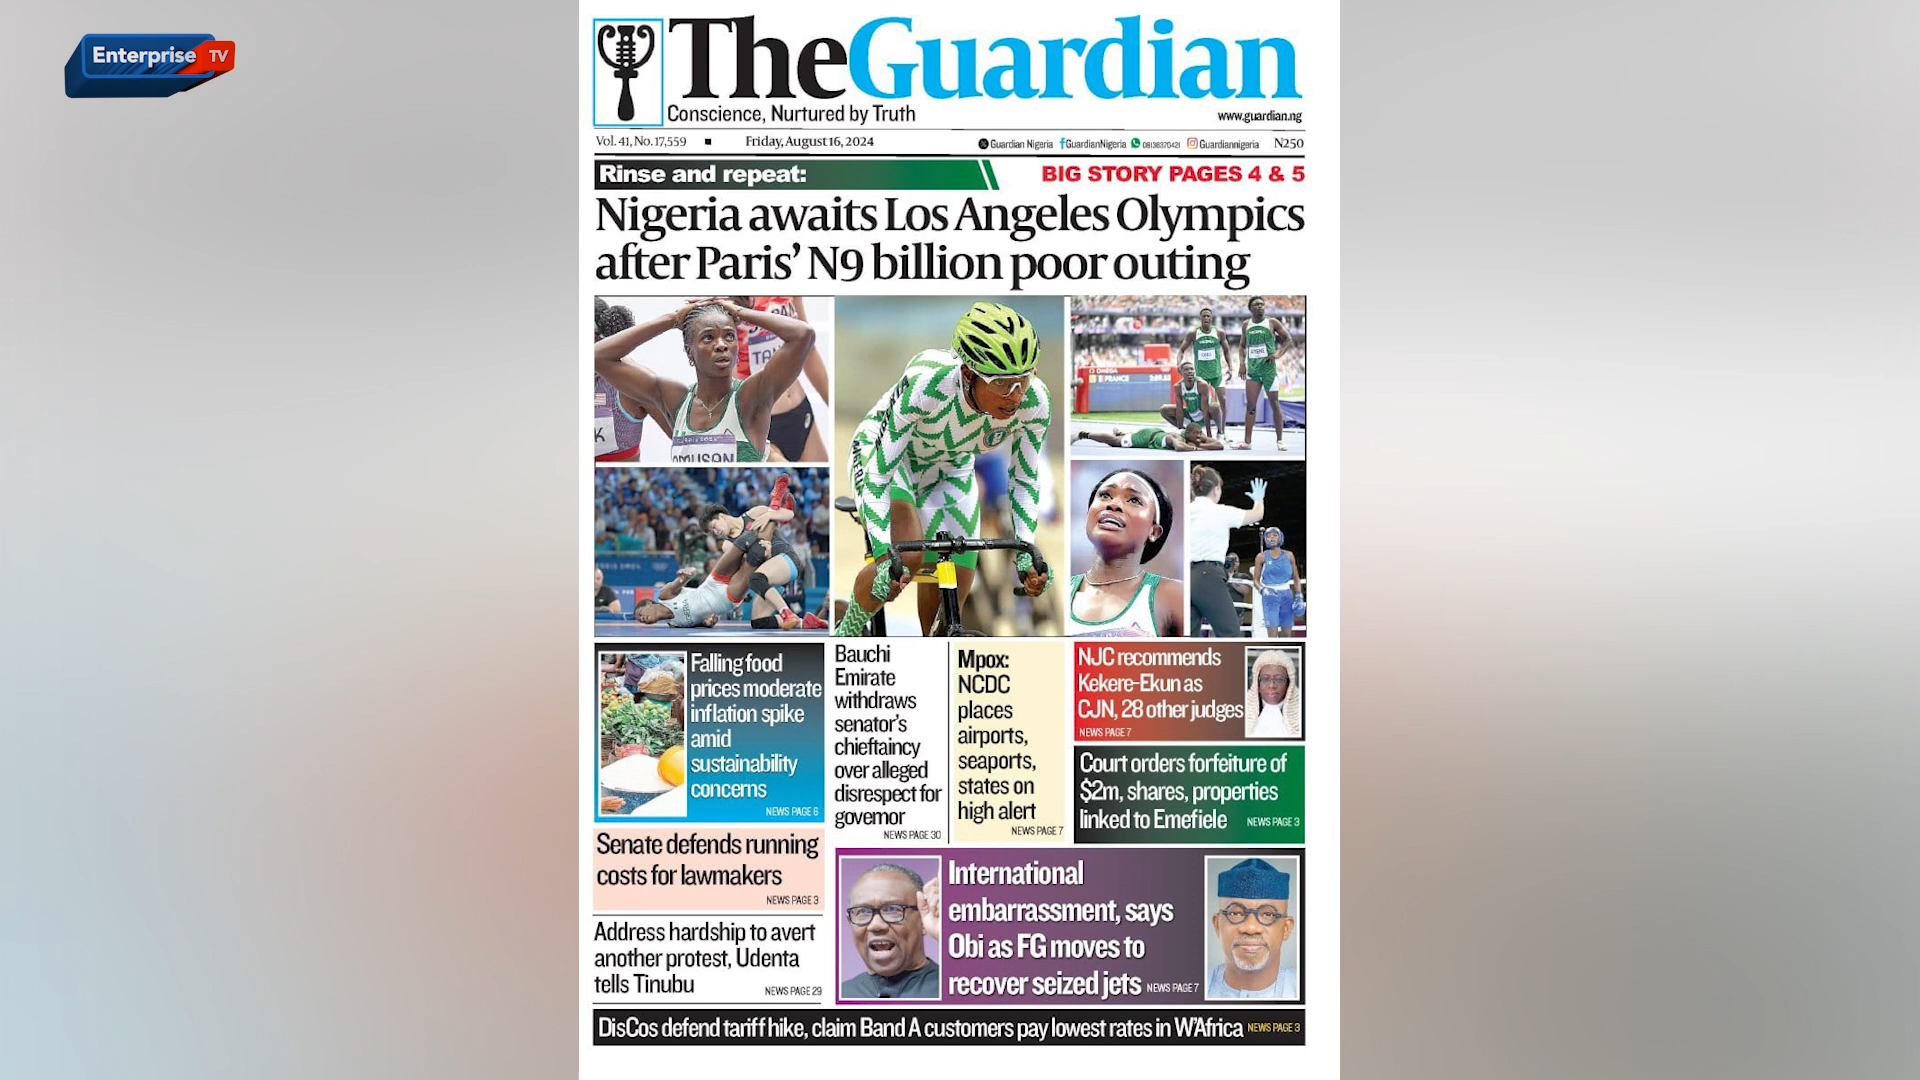 Enterprise TV
TheGuardian
Conscience, Nurtured by Truth
www.guardian.ng
Vol. 41, No. 17,559 ■ Friday, August 16, 2024 Guardian Nigeria GuardianNigeria Guardiannigeria N250
Rinse and repeat:
BIG STORY PAGES 4 & 5
Nigeria awaits Los Angeles Olympics
after Paris’ N9 billion poor outing
AMUSAN
FRANCE
Falling food
prices moderate
inflation spike
amid
sustainability
concerns
NEWS PAGE 6
Bauchi
Emirate
withdraws
senator’s
chieftaincy
over alleged
disrespect for
governor
NEWS PAGE 30
Mpox:
NCDC
places
airports,
seaports,
states on
high alert
NEWS PAGE 7
NJC recommends
Kekere-Ekun as
CJN, 28 other judges
NEWS PAGE 7
Court orders forfeiture of
$2m, shares, properties
linked to Emefiele NEWS PAGE 3
Senate defends running
costs for lawmakers
NEWS PAGE 3
Address hardship to avert
another protest, Udenta
tells Tinubu
NEWS PAGE 29
International
embarrassment, says
Obi as FG moves to
recover seized jets NEWS PAGE 7
DisCos defend tariff hike, claim Band A customers pay lowest rates in W’Africa NEWS PAGE 3